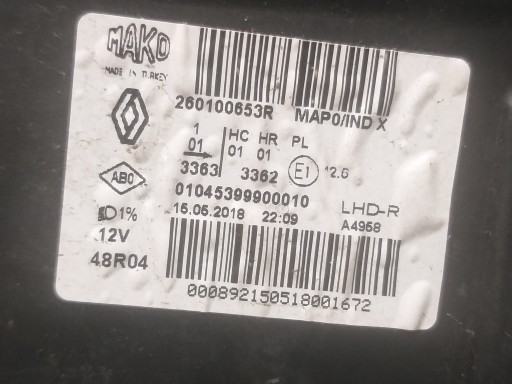 MAKO
MADE IN TURKEY
260100653R MAP0/IND X
1 HC HR PL
01 01 01
3363 3362 E1 12.6
ABO
01045399900010
1% 15.05.2018 22:09 LHD-R
12V A4958
48R04
000892150518001672